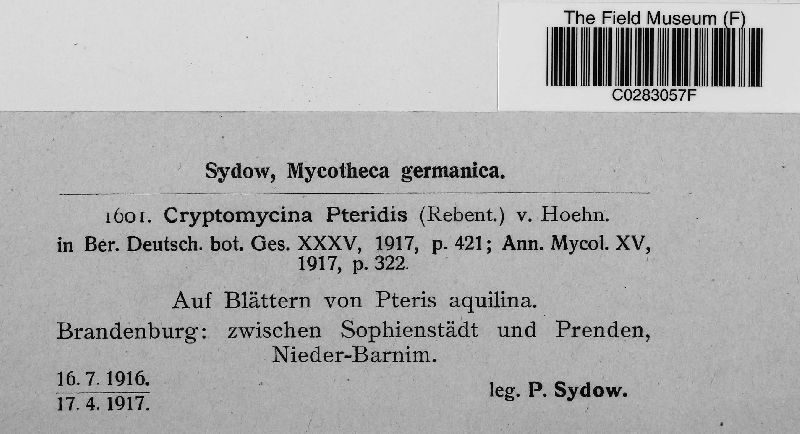 The Field Museum (F)
C0283057F
Sydow, Mycotheca germanica.
1601. Cryptomycina Pteridis (Rebent.) v. Hoehn.
in Ber. Deutsch. bot. Ges. XXXV, 1917, p. 421; Ann. Mycol. XV,
1917, p. 322.
Auf Blättern von Pteris aquilina.
Brandenburg: zwischen Sophienstädt und Prenden,
Nieder-Barnim.
16. 7. 1916.
17. 4. 1917.
leg. P. Sydow.